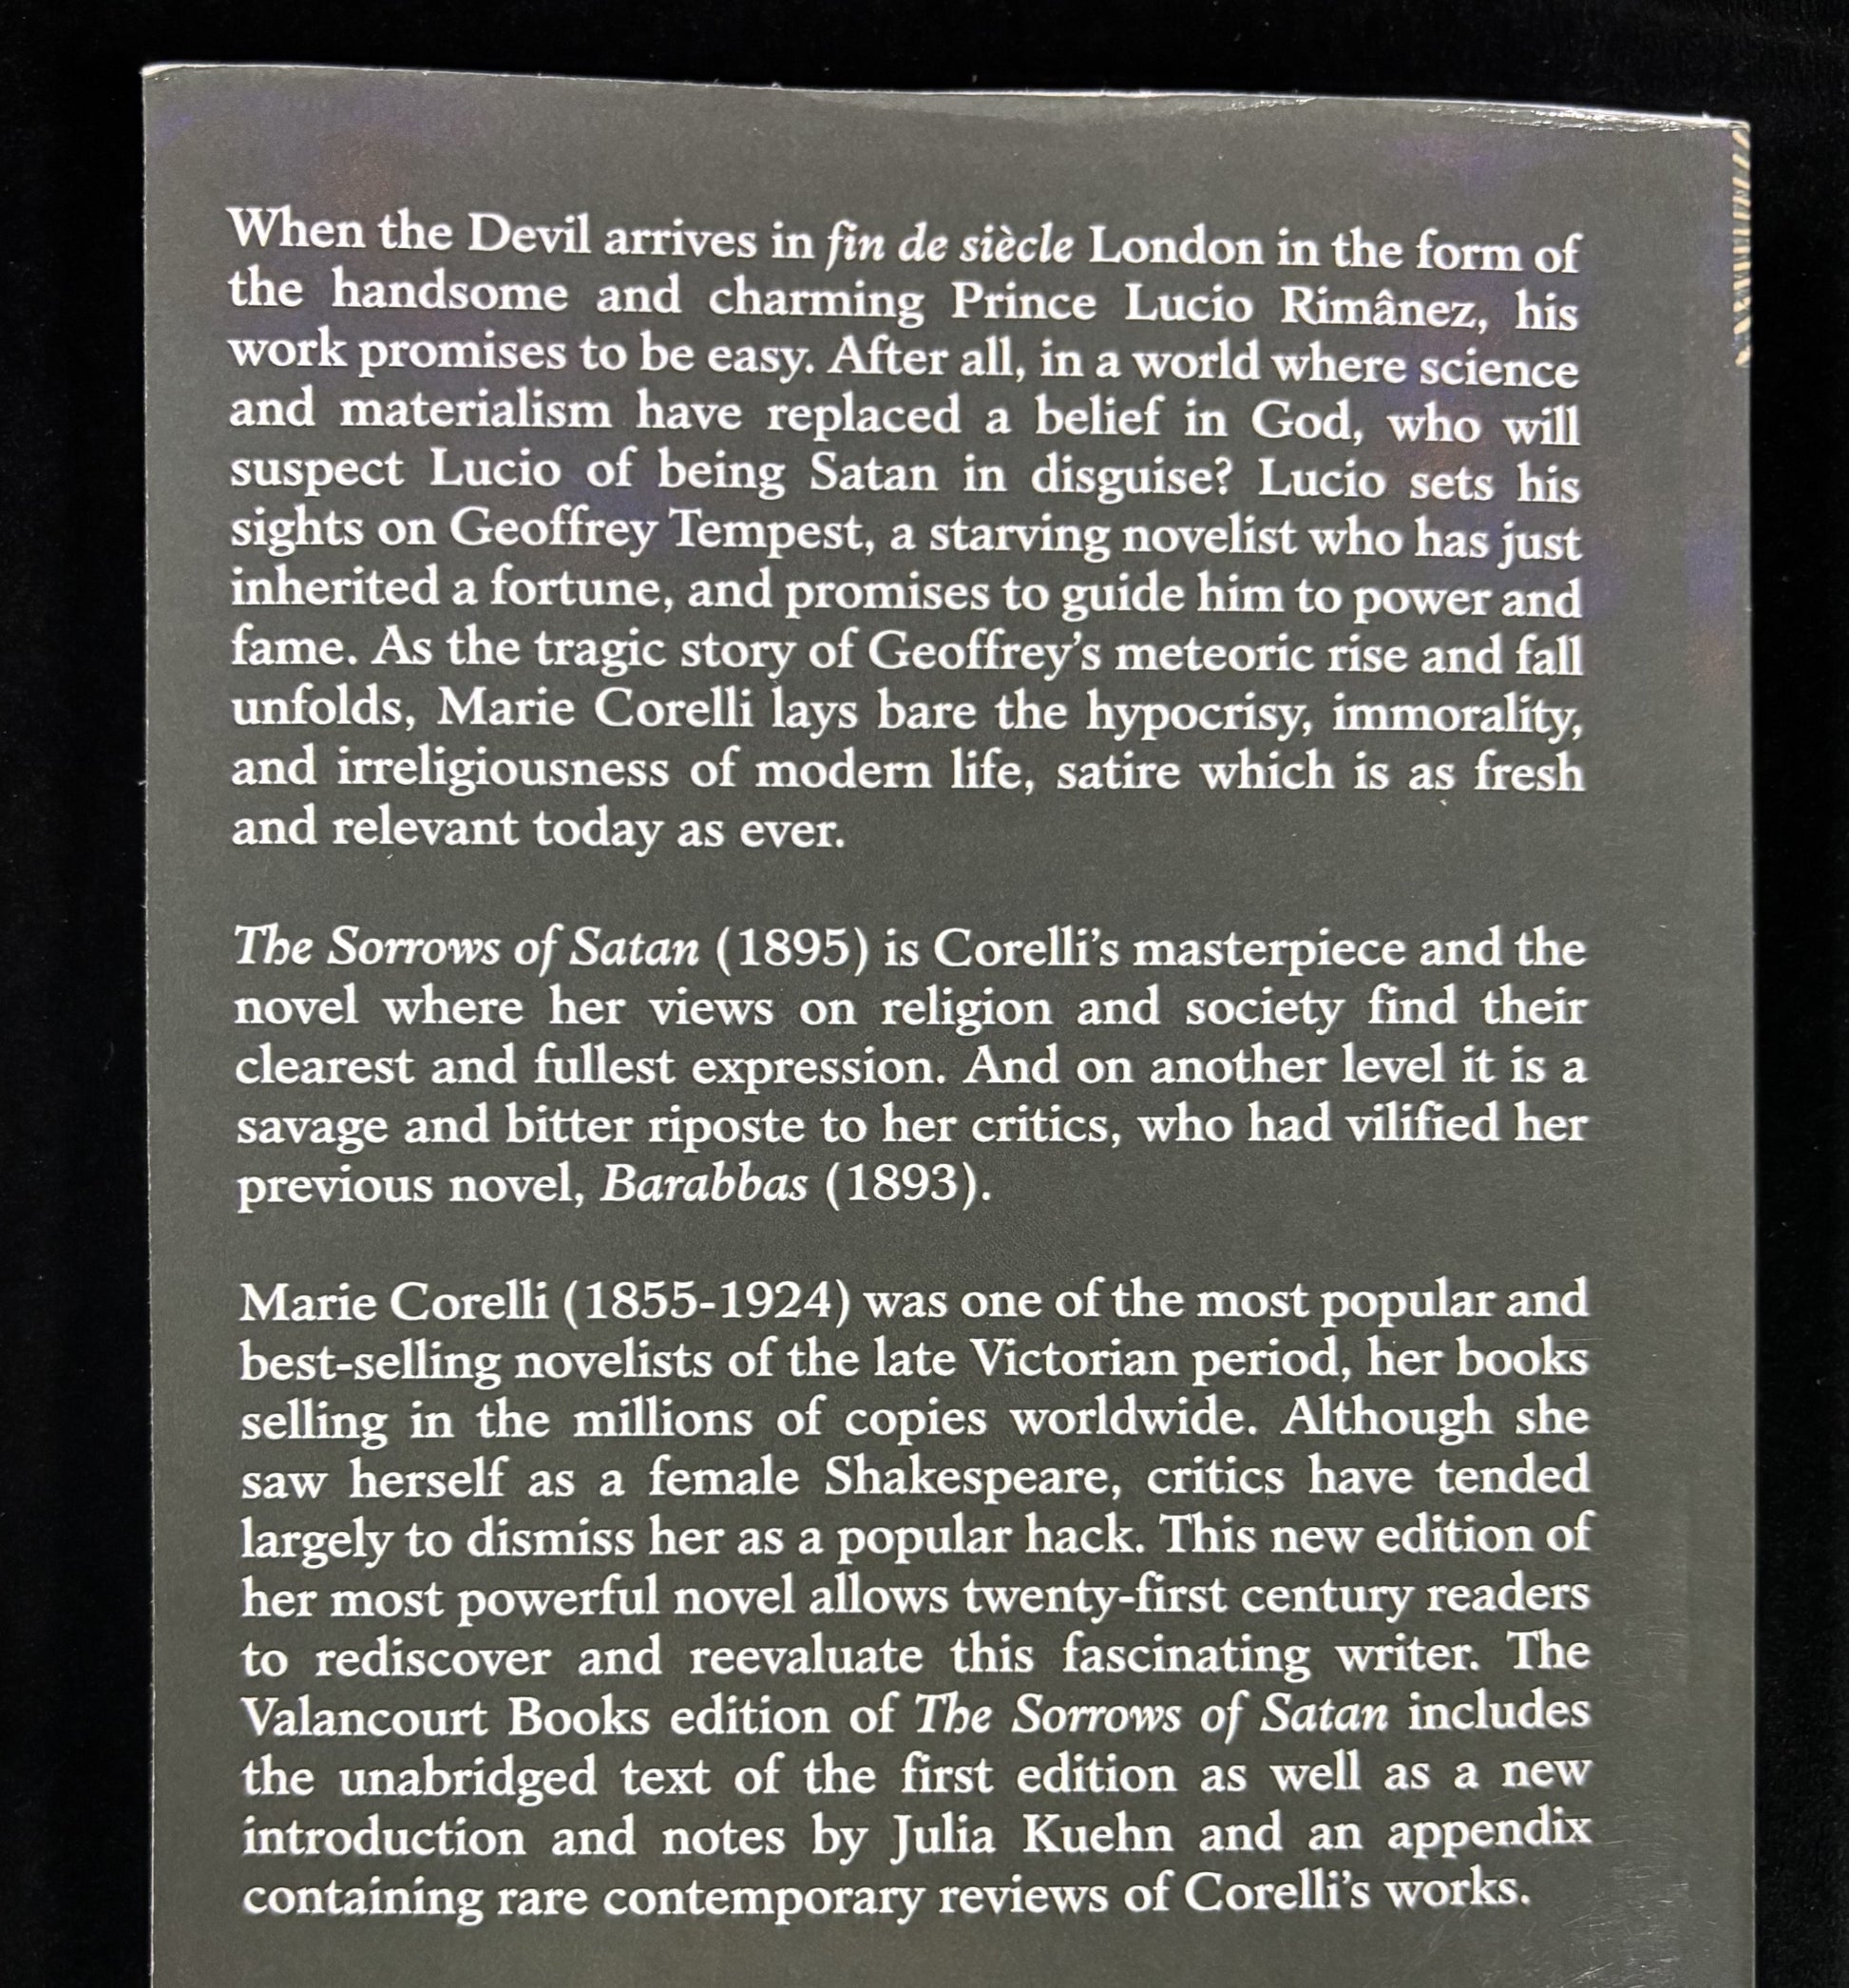 When the Devil arrives in fin de siècle London in the form of
the handsome and charming Prince Lucio Rimânez, his
work promises to be easy. After all, in a world where science
and materialism have replaced a belief in God, who will
suspect Lucio of being Satan in disguise? Lucio sets his
sights on Geoffrey Tempest, a starving novelist who has just
inherited a fortune, and promises to guide him to power and
fame. As the tragic story of Geoffrey’s meteoric rise and fall
unfolds, Marie Corelli lays bare the hypocrisy, immorality,
and irreligiousness of modern life, satire which is as fresh
and relevant today as ever.
The Sorrows of Satan (1895) is Corelli’s masterpiece and the
novel where her views on religion and society find their
clearest and fullest expression. And on another level it is a
savage and bitter riposte to her critics, who had vilified her
previous novel, Barabbas (1893).
Marie Corelli (1855-1924) was one of the most popular and
best-selling novelists of the late Victorian period, her books
selling in the millions of copies worldwide. Although she
saw herself as a female Shakespeare, critics have tended
largely to dismiss her as a popular hack. This new edition of
her most powerful novel allows twenty-first century readers
to rediscover and reevaluate this fascinating writer. The
Valancourt Books edition of The Sorrows of Satan includes
the unabridged text of the first edition as well as a new
introduction and notes by Julia Kuehn and an appendix
containing rare contemporary reviews of Corelli’s works.